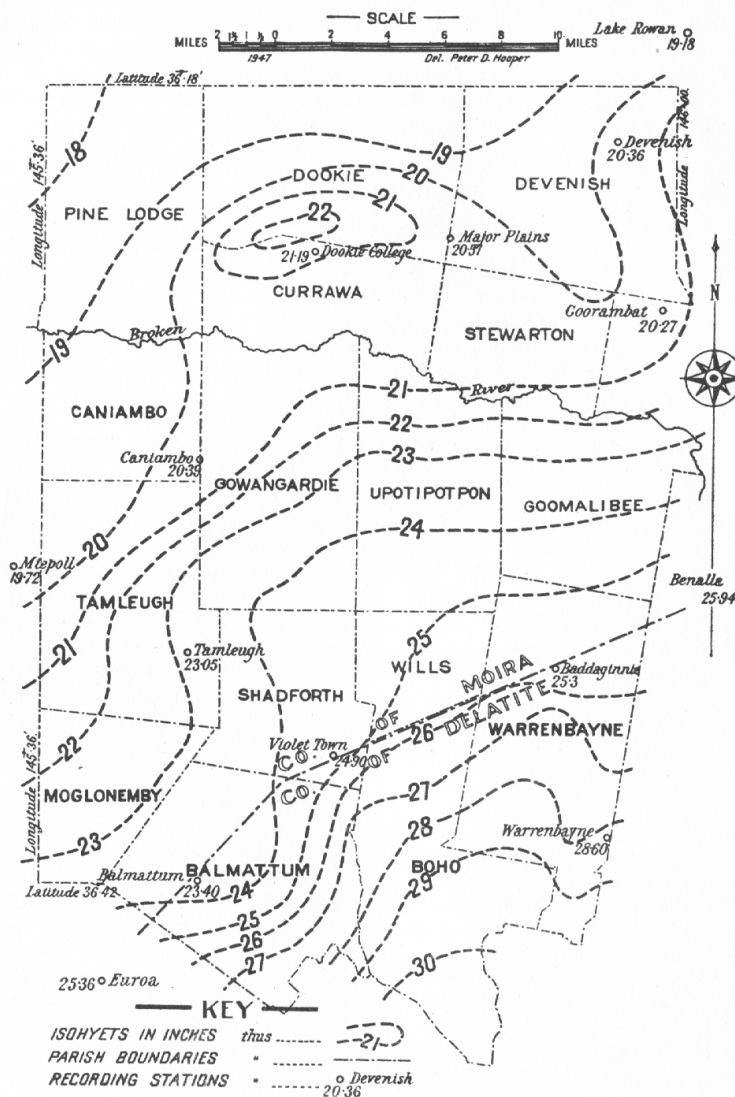 SCALE
MILES 2 1½ 1 ½ 0 2 4 6 8 10 MILES
1947 Del. Peter D. Hooper
Lake Rowan
19·18
Latitude 36°·18'
Longitude 145°·36'
Longitude 146°·00'
18
19
20
21
22
DOOKIE
DEVENISH
Devenish
20·36
PINE LODGE
Major Plains
20·37
21·19 Dookie College
CURRAWA
Goorambat
20·27
STEWARTON
N
Broken
River
19
CANIAMBO
21
22
23
Caniambo
20·39
GOWANGARDIE
UPOTIPOTPON
GOOMALIBEE
24
20
Mtepoll
19·72
TAMLEUGH
21
Benalla
25·94
Tamleugh
23·05
25
WILLS
SHADFORTH
Baddaginnie
25·3
CO. OF MOIRA
CO. OF DELATITE
26
WARRENBAYNE
Violet Town
24·90
22
Longitude 145°·36'
MOGLONEMBY
27
28
23
Warrenbayne
28·60
BALMATTUM
BOHO
Balmattum
23·40
Latitude 36°·42'
29
24
25
26
27
30
25·36 Euroa
KEY
ISOHYETS IN INCHES thus 21
PARISH BOUNDARIES "
RECORDING STATIONS " Devenish
20·36